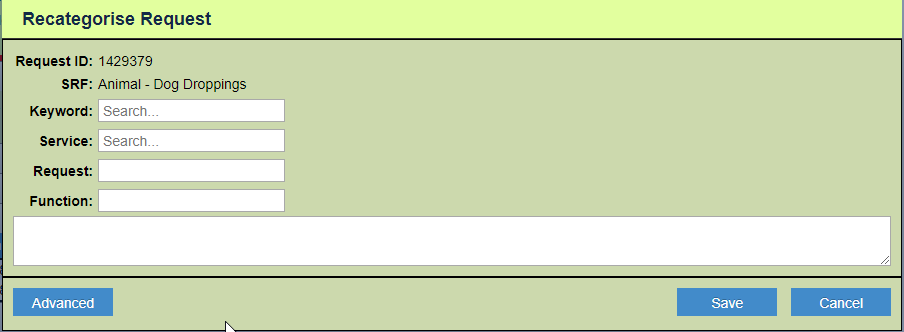 Recategorise Request
Request ID: 1429379
SRF: Animal - Dog Droppings
Keyword: Search...
Service: Search...
Request:
Function:
Advanced Save Cancel